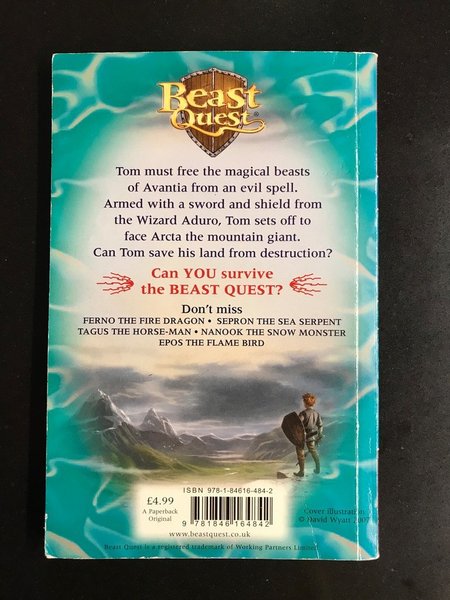 Beast
Quest®
Tom must free the magical beasts
of Avantia from an evil spell.
Armed with a sword and shield from
the Wizard Aduro, Tom sets off to
face Arcta the mountain giant.
Can Tom save his land from destruction?
Can YOU survive
the BEAST QUEST?
Don't miss
FERNO THE FIRE DRAGON • SEPRON THE SEA SERPENT
TAGUS THE HORSE-MAN • NANOOK THE SNOW MONSTER
EPOS THE FLAME BIRD
ISBN 978-1-84616-484-2
£4.99
A Paperback
Original
9 781846 164842
www.beastquest.co.uk
Cover illustration
© David Wyatt 2007
Beast Quest is a registered trademark of Working Partners Limited